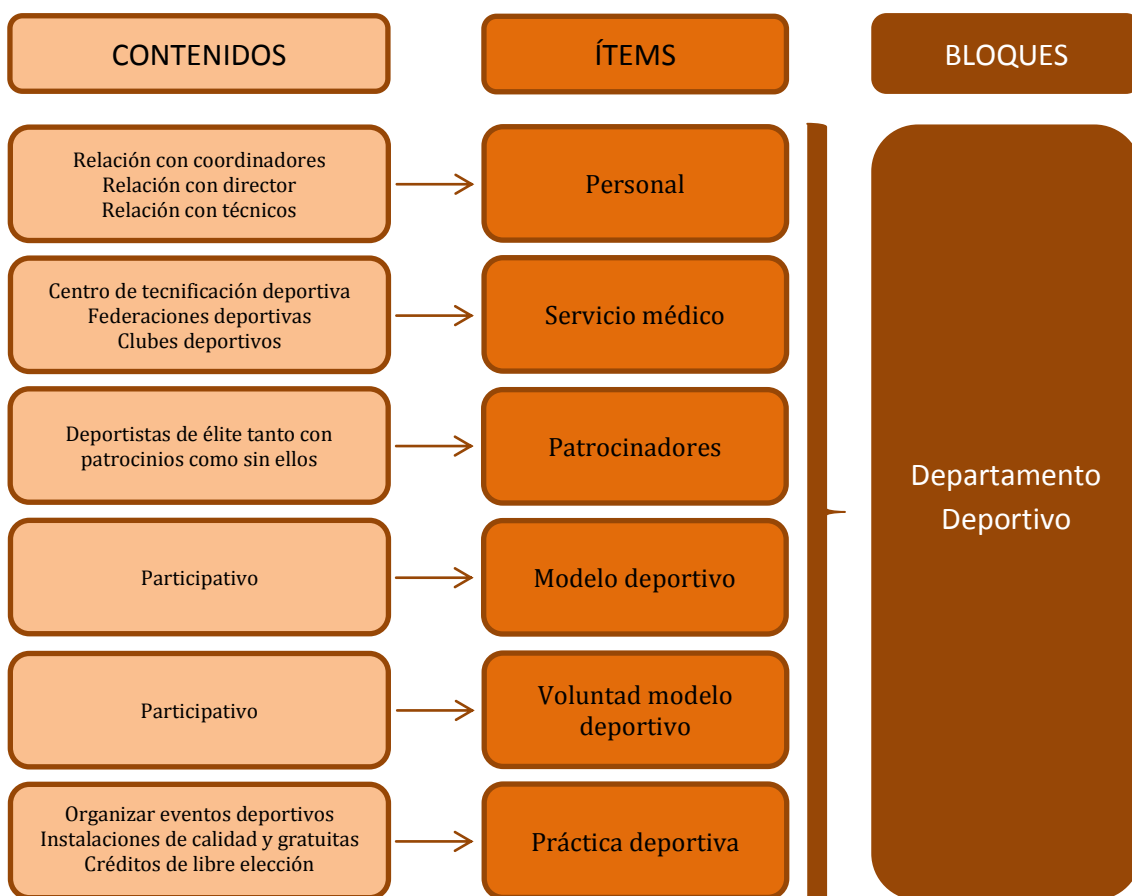 CONTENIDOS
ÍTEMS
BLOQUES
Relación con coordinadores
Relación con director
Relación con técnicos
Personal
Centro de tecnificación deportiva
Federaciones deportivas
Clubes deportivos
Servicio médico
Deportistas de élite tanto con
patrocinios como sin ellos
Patrocinadores
Participativo
Modelo deportivo
Participativo
Voluntad modelo
deportivo
Organizar eventos deportivos
Instalaciones de calidad y gratuitas
Créditos de libre elección
Práctica deportiva
Departamento
Deportivo